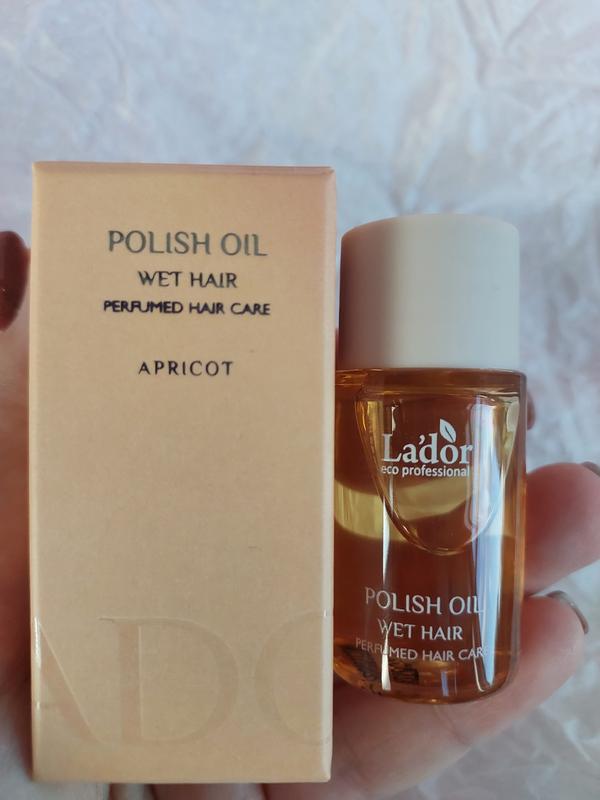 POLISH OIL
WET HAIR
PERFUMED HAIR CARE
APRICOT
ADO
La'dor
eco professional
POLISH OIL
WET HAIR
PERFUMED HAIR CARE